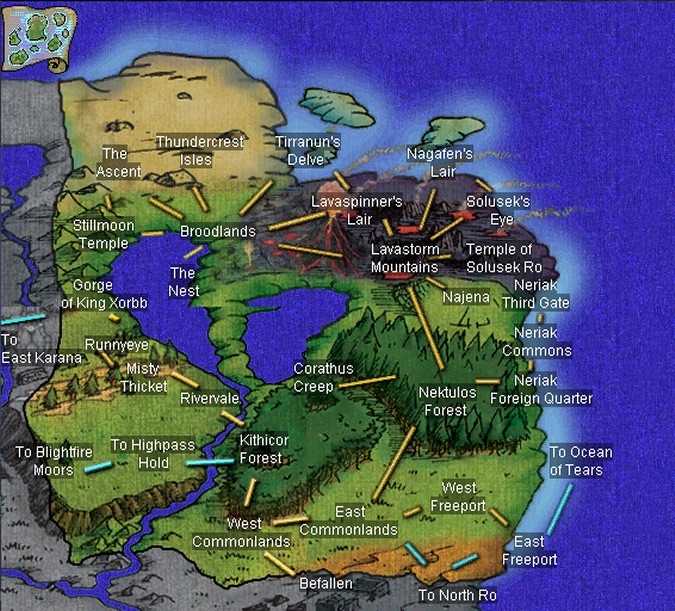 Thundercrest
Isles
Tirranun's
Delve
The
Ascent
Nagafen's
Lair
Lavaspinner's
Lair
Solusek's
Eye
Stillmoon
Temple
Broodlands
Lavastorm
Mountains
Temple of
Solusek Ro
The
Nest
Gorge
of King Xorbb
Najena
Neriak
Third Gate
To
East Karana
Runnyeye
Neriak
Commons
Misty
Thicket
Corathus
Creep
Rivervale
Nektulos
Forest
Neriak
Foreign Quarter
To Blightfire
Moors
To Highpass
Hold
Kithicor
Forest
To Ocean
of Tears
West
Freeport
East
Commonlands
West
Commonlands
East
Freeport
Befallen
To North Ro